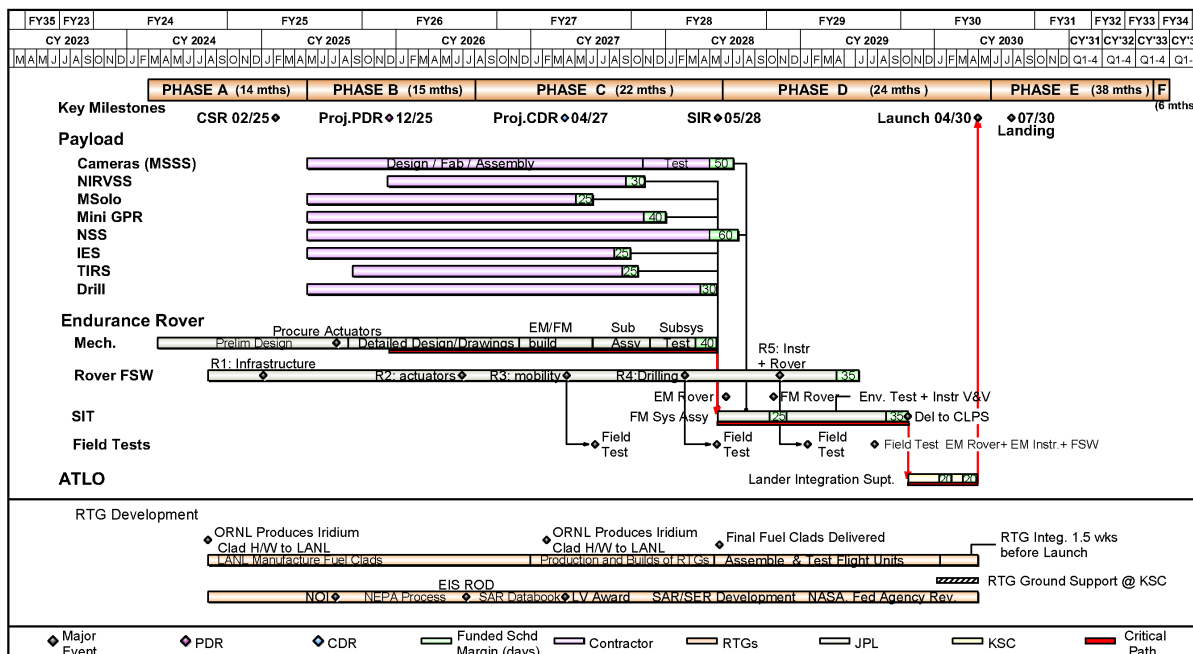 FY35 FY23 FY24 FY25 FY26 FY27 FY28 FY29 FY30 FY31 FY32 FY33 FY34
CY 2023 CY 2024 CY 2025 CY 2026 CY 2027 CY 2028 CY 2029 CY 2030 CY'31 CY'32 CY'33 CY'3
M A M J J A S O N D J F M A M J J A S O N D J F M A M J J A S O N D J F M A M J J A S O N D J F M A M J J A S O N D J F M A M J J A S O N D J F M A J J A S O N D J F M A M J J A S O N D Q1-4 Q1-4 Q1-4 Q1-4
PHASE A (14 mths) PHASE B (15 mths) PHASE C (22 mths) PHASE D (24 mths ) PHASE E (38 mths) F
(6 mths
Key Milestones
CSR 02/25 Proj.PDR 12/25 Proj.CDR 04/27 SIR 05/28 Launch 04/30 07/30
Landing
Payload
Cameras (MSSS) Design / Fab / Assembly Test 50
NIRVSS 30
MSolo 25
Mini GPR 40
NSS 60
IES 25
TIRS 25
Drill 30
Endurance Rover
Procure Actuators EM/FM Sub Subsys
Mech. Prelim Design Detailed Design/Drawings build Assy Test 40
R5: Instr
+ Rover
R1: Infrastructure
Rover FSW R2: actuators R3: mobility R4:Drilling 35
EM Rover FM Rover Env. Test + Instr V&V
SIT FM Sys Assy 25 35 Del to CLPS
Field Tests Field Test Field Test Field Test Field Test EM Rover+ EM Instr.+ FSW
ATLO Lander Integration Supt. 20 20
RTG Development
ORNL Produces Iridium ORNL Produces Iridium Final Fuel Clads Delivered
Clad H/W to LANL Clad H/W to LANL
RTG Integ. 1.5 wks
before Launch
LANL Manufacture Fuel Clads Production and Builds of RTGs Assemble & Test Flight Units
RTG Ground Support @ KSC
EIS ROD
NOI NEPA Process SAR Databook LV Award SAR/SER Development NASA. Fed Agency Rev.
Major Event PDR CDR Funded Schd Margin (days) Contractor RTGs JPL KSC Critical Path